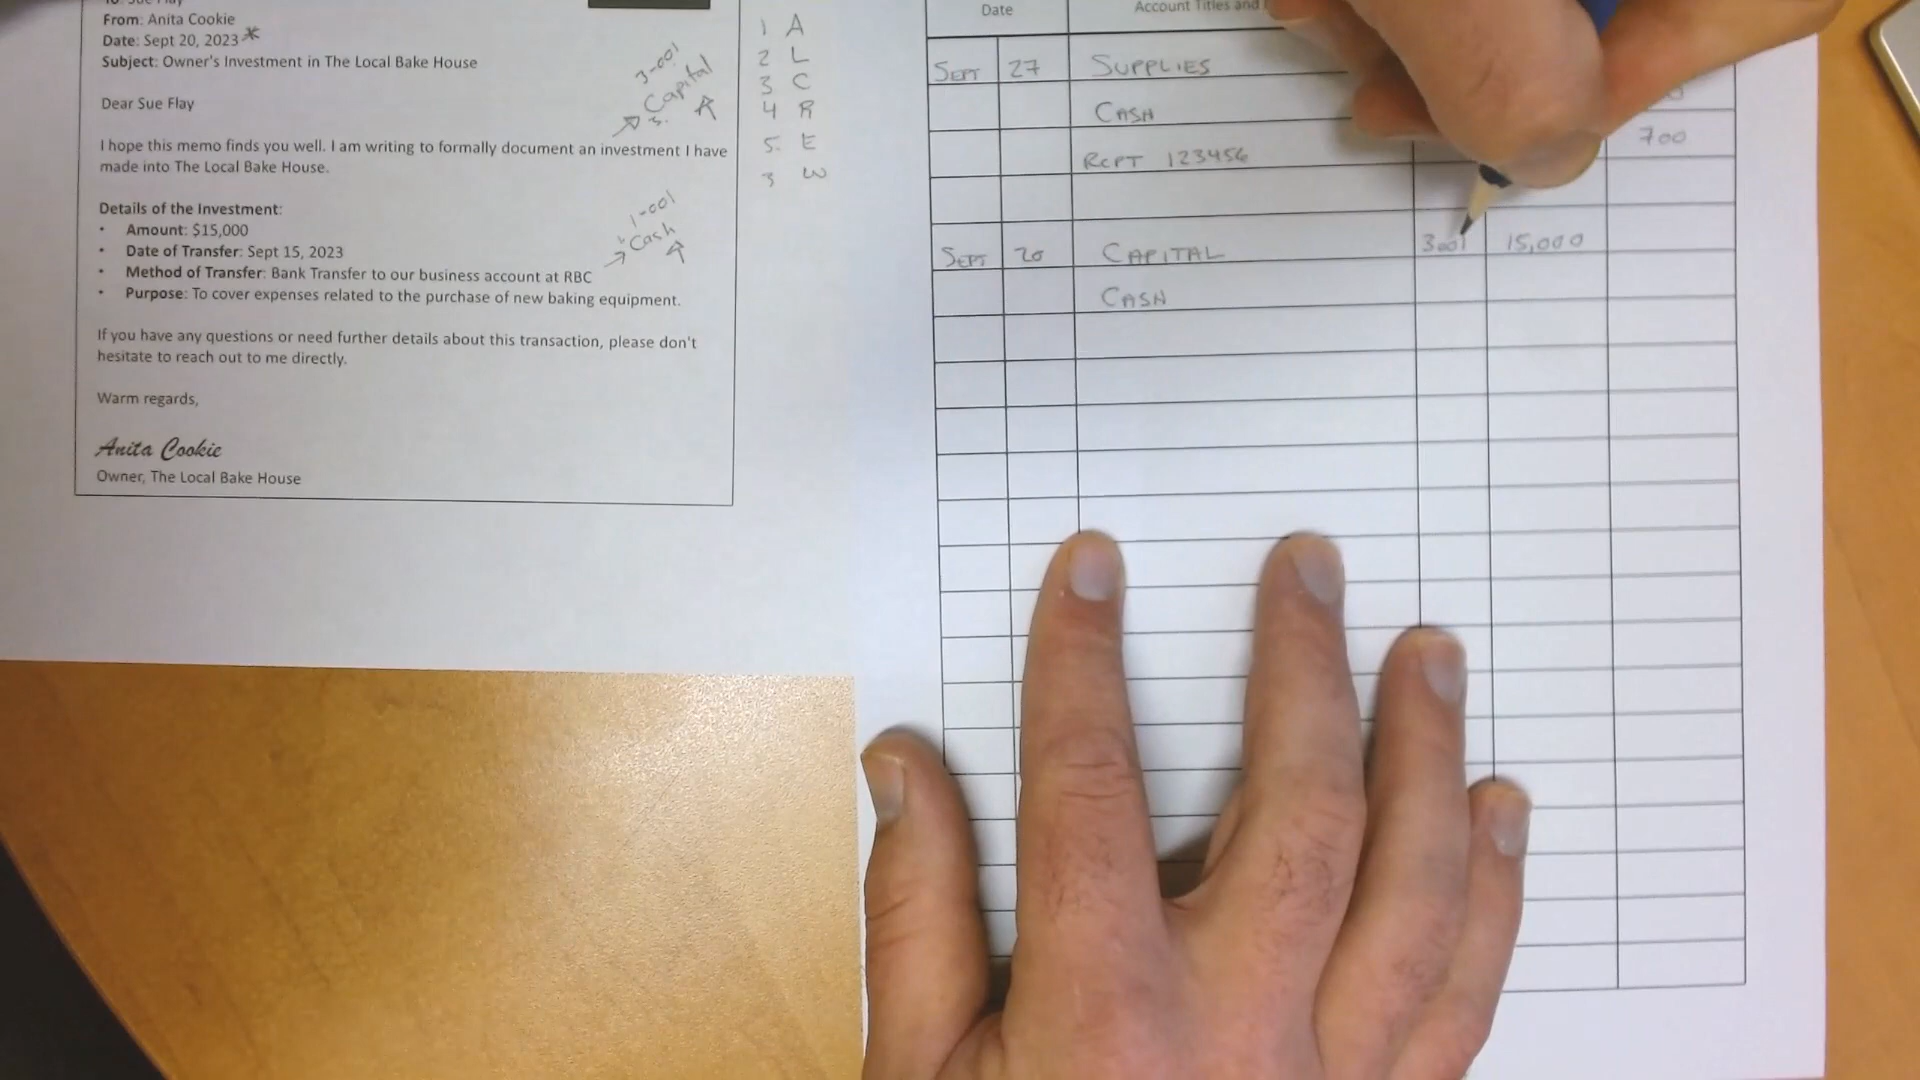 From: Anita Cookie
Date: Sept 20, 2023 *
Subject: Owner's Investment in The Local Bake House
Dear Sue Flay
I hope this memo finds you well. I am writing to formally document an investment I have
made into The Local Bake House.
Details of the Investment:
• Amount: $15,000
• Date of Transfer: Sept 15, 2023
• Method of Transfer: Bank Transfer to our business account at RBC
• Purpose: To cover expenses related to the purchase of new baking equipment.
If you have any questions or need further details about this transaction, please don't
hesitate to reach out to me directly.
Warm regards,
Anita Cookie
Owner, The Local Bake House
3-001
Capital
3.
1-001
Cash
1 A
2 L
3 C
4 R
5. E
3 W
Date Account Titles and
SEPT 27 SUPPLIES
CASH
700
RCPT 123456
SEPT 20 CAPITAL 3001 15,000
CASH